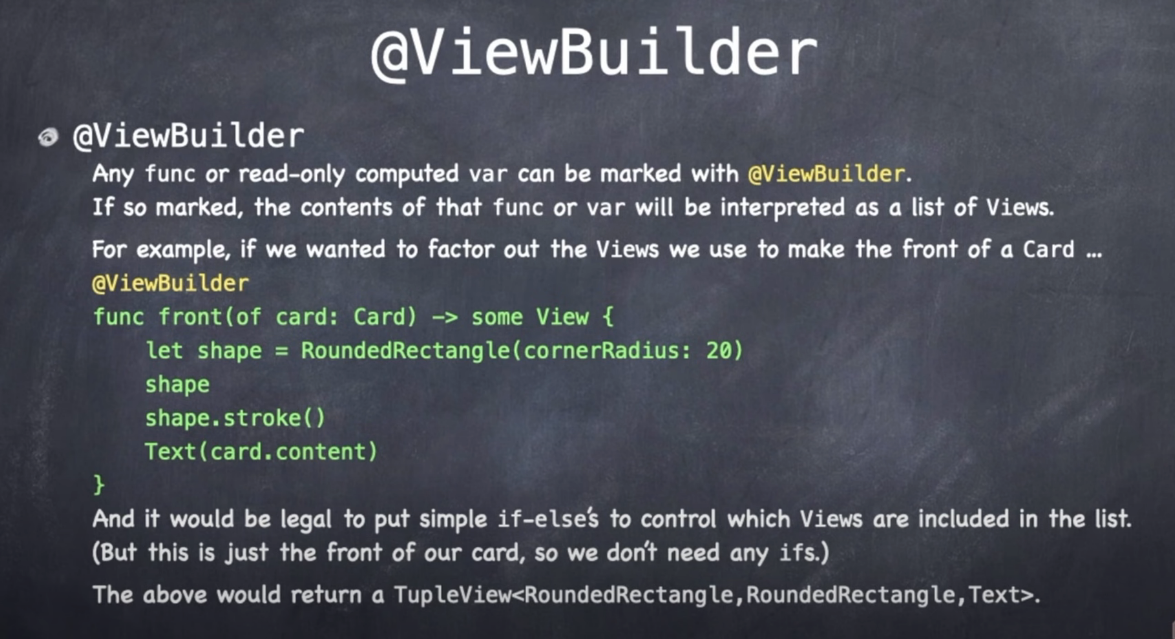 @ViewBuilder
@ViewBuilder
Any func or read-only computed var can be marked with @ViewBuilder.
If so marked, the contents of that func or var will be interpreted as a list of Views.
For example, if we wanted to factor out the Views we use to make the front of a Card ...
@ViewBuilder
func front(of card: Card) -> some View {
    let shape = RoundedRectangle(cornerRadius: 20)
    shape
    shape.stroke()
    Text(card.content)
}
And it would be legal to put simple if-else's to control which Views are included in the list.
(But this is just the front of our card, so we don't need any ifs.)
The above would return a TupleView<RoundedRectangle,RoundedRectangle,Text>.